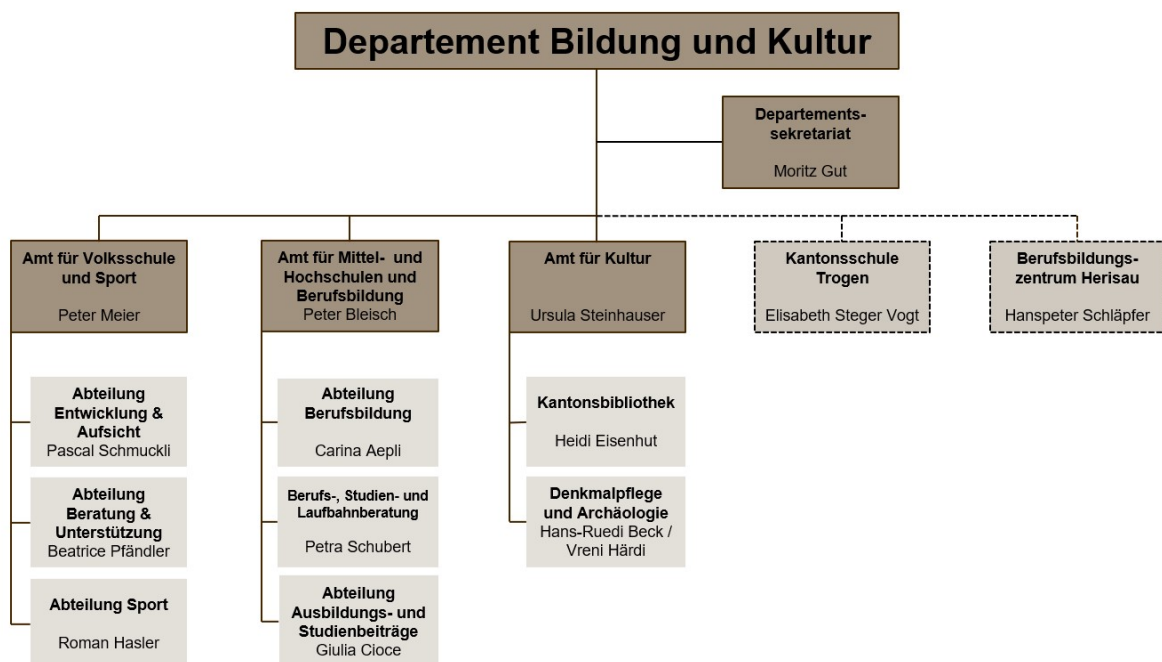 Departement Bildung und Kultur
Departements-
sekretariat
Moritz Gut
Amt für Volksschule
und Sport
Peter Meier
Amt für Mittel- und
Hochschulen und
Berufsbildung
Peter Bleisch
Amt für Kultur
Ursula Steinhauser
Kantonsschule
Trogen
Elisabeth Steger Vogt
Berufsbildungs-
zentrum Herisau
Hanspeter Schläpfer
Abteilung
Entwicklung &
Aufsicht
Pascal Schmuckli
Abteilung
Beratung &
Unterstützung
Beatrice Pfändler
Abteilung Sport
Roman Hasler
Abteilung
Berufsbildung
Carina Aepli
Berufs-, Studien- und
Laufbahnberatung
Petra Schubert
Abteilung
Ausbildungs- und
Studienbeiträge
Giulia Cioce
Kantonsbibliothek
Heidi Eisenhut
Denkmalpflege
und Archäologie
Hans-Ruedi Beck /
Vreni Härdi